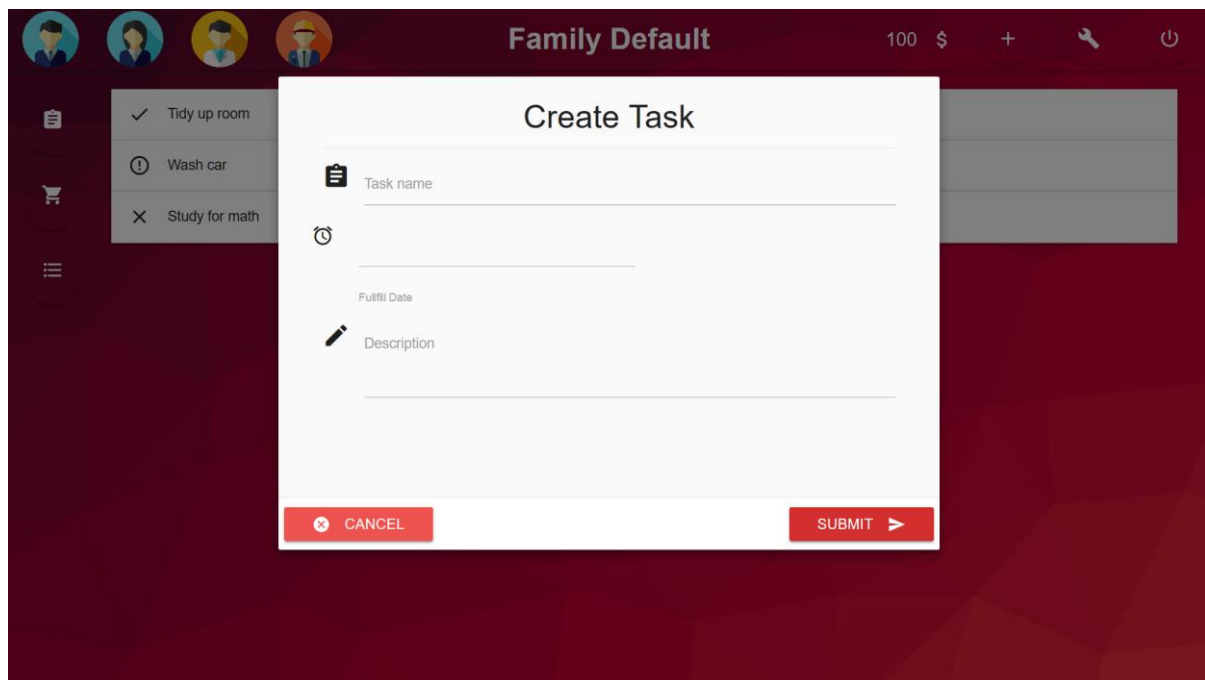 Family Default
100 $
Tidy up room
Wash car
Study for math
Create Task
Task name
Fullfill Date
Description
CANCEL
SUBMIT